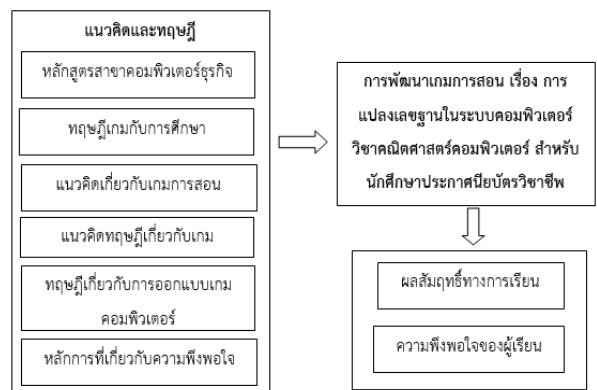 แนวคิดและทฤษฎี
หลักสูตรสาขาคอมพิวเตอร์ธุรกิจ
ทฤษฎีเกมกับการศึกษา
แนวคิดเกี่ยวกับเกมการสอน
แนวคิดทฤษฎีเกี่ยวกับเกม
ทฤษฎีเกี่ยวกับการออกแบบเกม
คอมพิวเตอร์
หลักการที่เกี่ยวกับความพึงพอใจ
การพัฒนาเกมการสอน เรื่อง การ
แปลงเลขฐานในระบบคอมพิวเตอร์
วิชาคณิตศาสตร์คอมพิวเตอร์ สำหรับ
นักศึกษาประกาศนียบัตรวิชาชีพ
ผลสัมฤทธิ์ทางการเรียน
ความพึงพอใจของผู้เรียน